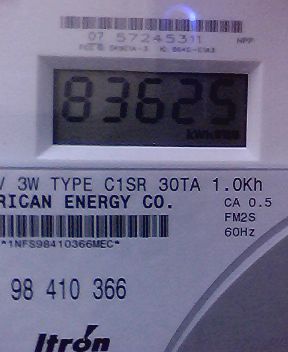 07 57245311
83625
kWh
V 3W TYPE C1SR 30TA 1.0Kh
RICAN ENERGY CO. CA 0.5
FM2S
60Hz
*1NFS98410366MEC*
98 410 366
Itron